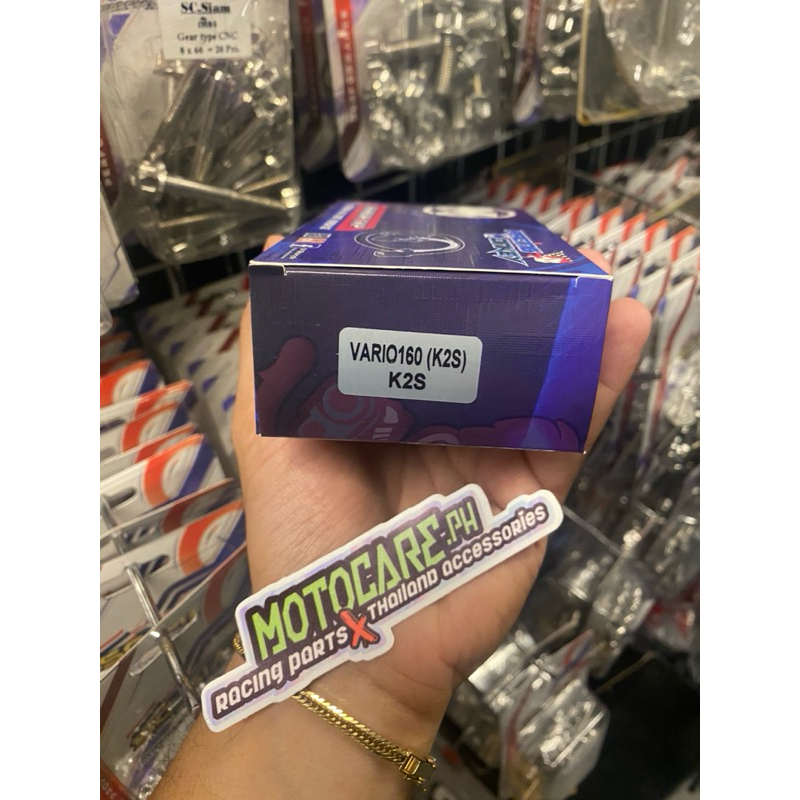 SC-Siam
Gear type CNC
VARIO160 (K2S)
K2S
MOTOCARE.PH
RACING PARTS X THAILAND ACCESSORIES